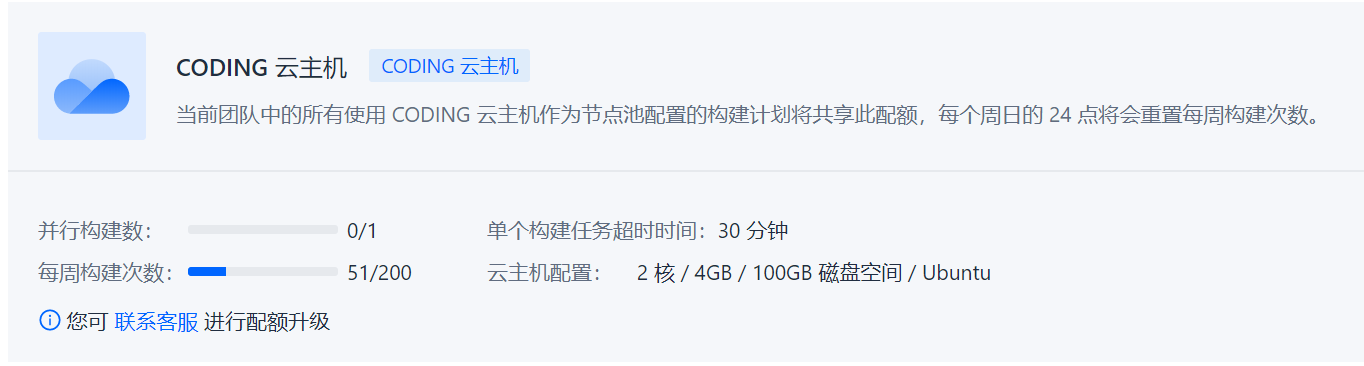 CODING 云主机 CODING 云主机
当前团队中的所有使用 CODING 云主机作为节点池配置的构建计划将共享此配额，每个周日的 24 点将会重置每周构建次数。
并行构建数： 0/1 单个构建任务超时时间：30 分钟
每周构建次数： 51/200 云主机配置： 2 核 / 4GB / 100GB 磁盘空间 / Ubuntu
您可 联系客服 进行配额升级